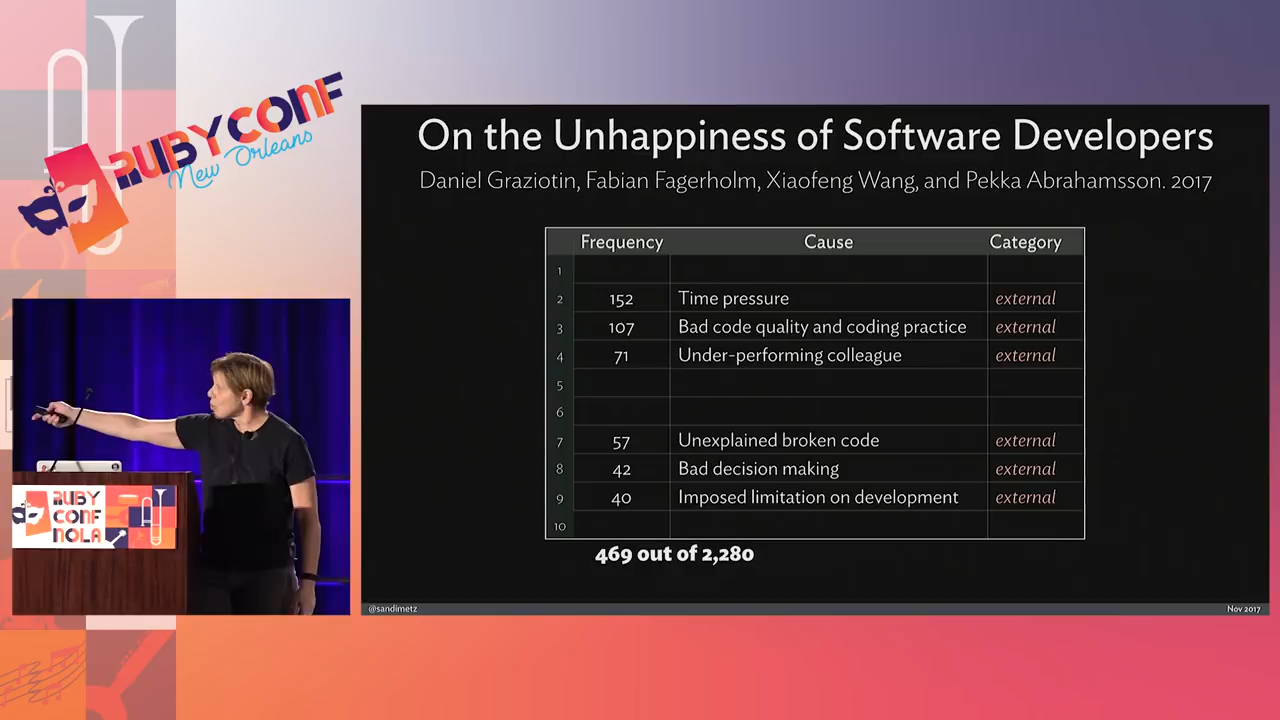 RUBYCONF
New Orleans
On the Unhappiness of Software Developers
Daniel Graziotin, Fabian Fagerholm, Xiaofeng Wang, and Pekka Abrahamsson. 2017
Frequency Cause Category
1
2 152 Time pressure external
3 107 Bad code quality and coding practice external
4 71 Under-performing colleague external
5
6
7 57 Unexplained broken code external
8 42 Bad decision making external
9 40 Imposed limitation on development external
10
469 out of 2,280
@sandimetz Nov 2017
RUBY
CONF
NOLA